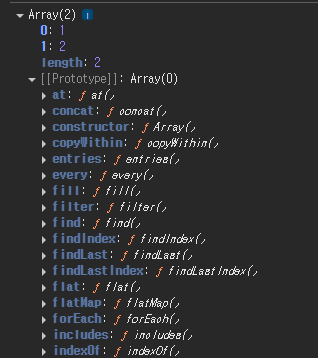 Array(2) i
0: 1
1: 2
length: 2
[[Prototype]]: Array(0)
at: ƒ at(,
concat: ƒ concat(,
constructor: ƒ Array(,
copyWithin: ƒ copyWithin(,
entries: ƒ entries(,
every: ƒ every(,
fill: ƒ fill(,
filter: ƒ filter(,
find: ƒ find(,
findIndex: ƒ findIndex(,
findLast: ƒ findLast(,
findLastIndex: ƒ findLastIndex(,
flat: ƒ flat(,
flatMap: ƒ flatMap(,
forEach: ƒ forEach(,
includes: ƒ includes(,
indexOf: ƒ indexOf(,